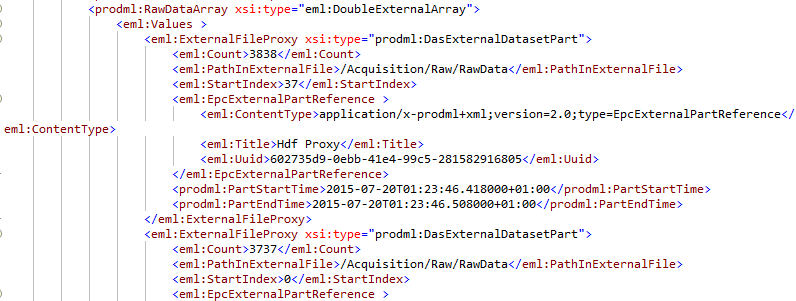 <prodml:RawDataArray xsi:type="eml:DoubleExternalArray">
<eml:Values >
<eml:ExternalFileProxy xsi:type="prodml:DasExternalDatasetPart">
<eml:Count>3838</eml:Count>
<eml:PathInExternalFile>/Acquisition/Raw/RawData</eml:PathInExternalFile>
<eml:StartIndex>37</eml:StartIndex>
<eml:EpcExternalPartReference >
<eml:ContentType>application/x-prodml+xml;version=2.0;type=EpcExternalPartReference</
eml:ContentType>
<eml:Title>Hdf Proxy</eml:Title>
<eml:Uuid>602735d9-0ebb-41e4-99c5-281582916805</eml:Uuid>
</eml:EpcExternalPartReference>
<prodml:PartStartTime>2015-07-20T01:23:46.418000+01:00</prodml:PartStartTime>
<prodml:PartEndTime>2015-07-20T01:23:46.508000+01:00</prodml:PartEndTime>
</eml:ExternalFileProxy>
<eml:ExternalFileProxy xsi:type="prodml:DasExternalDatasetPart">
<eml:Count>3737</eml:Count>
<eml:PathInExternalFile>/Acquisition/Raw/RawData</eml:PathInExternalFile>
<eml:StartIndex>0</eml:StartIndex>
<eml:EpcExternalPartReference >